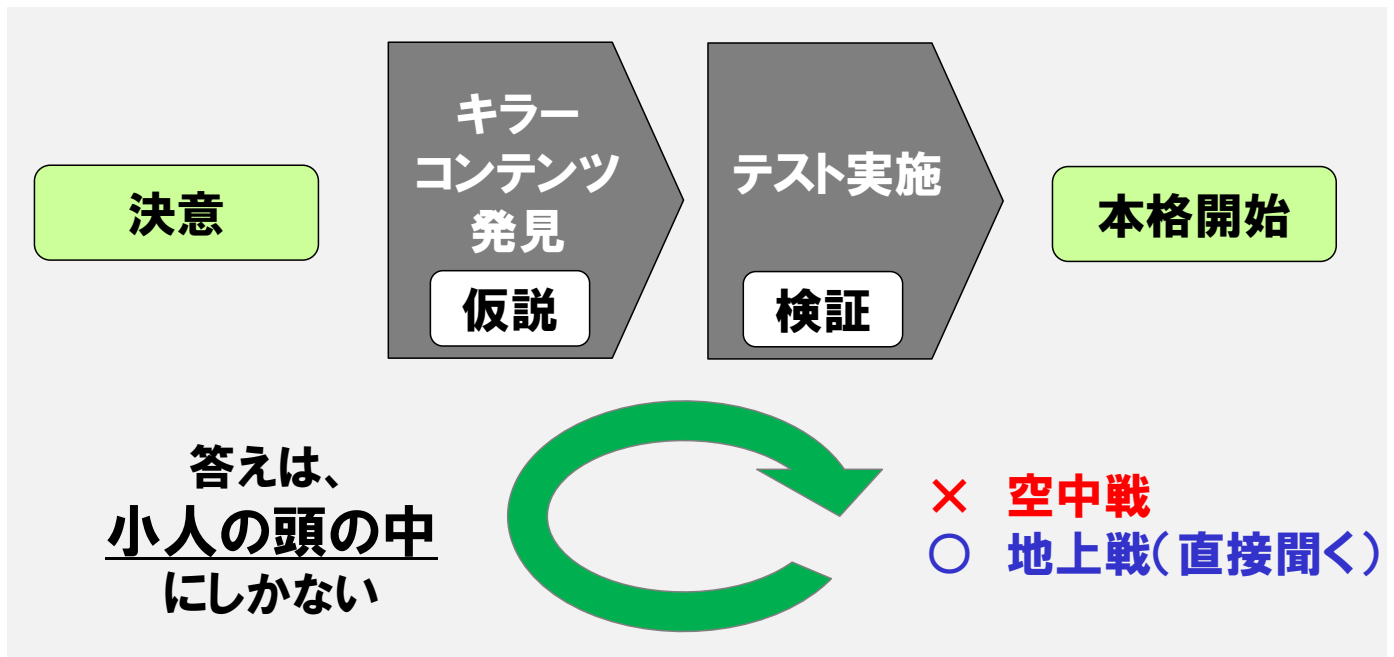 決意
キラー
コンテンツ
発見
仮説
テスト実施
検証
本格開始
答えは、
小人の頭の中
にしかない
× 空中戦
○ 地上戦(直接聞く)